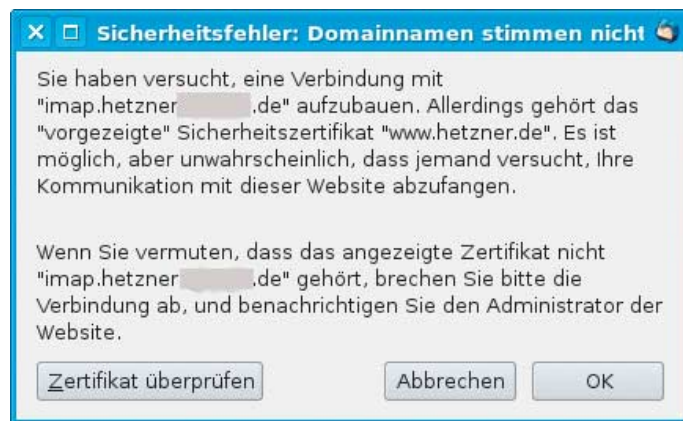 Sicherheitsfehler: Domainnamen stimmen nicht
Sie haben versucht, eine Verbindung mit
"imap.hetzner .de" aufzubauen. Allerdings gehört das
"vorgezeigte" Sicherheitszertifikat "www.hetzner.de". Es ist
möglich, aber unwahrscheinlich, dass jemand versucht, Ihre
Kommunikation mit dieser Website abzufangen.
Wenn Sie vermuten, dass das angezeigte Zertifikat nicht
"imap.hetzner .de" gehört, brechen Sie bitte die
Verbindung ab, und benachrichtigen Sie den Administrator der
Website.
Zertifikat überprüfen Abbrechen OK